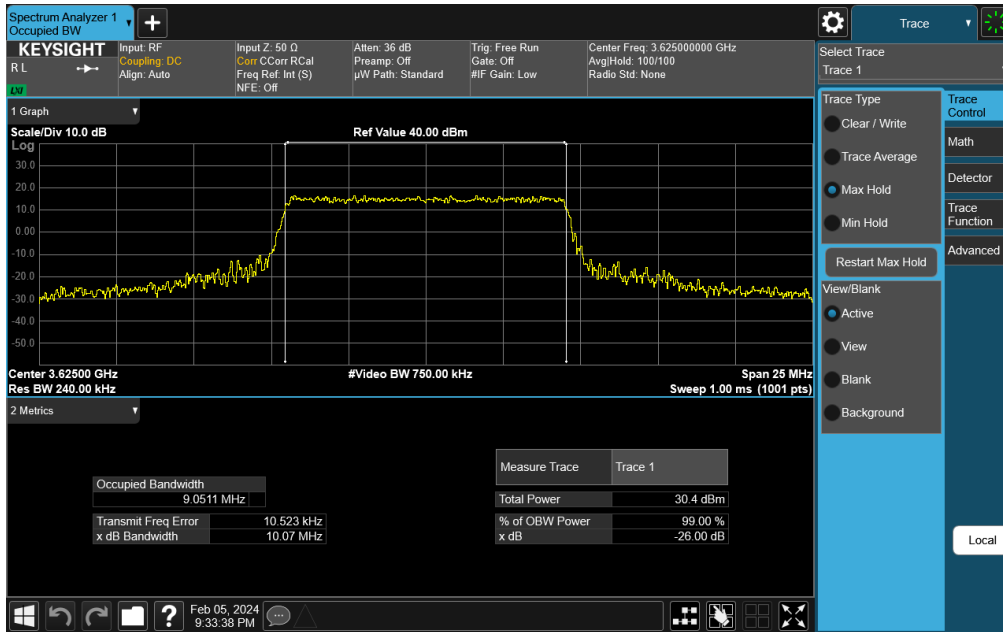 Spectrum Analyzer 1
Occupied BW
Trace
KEYSIGHT
R L
LXI
Input: RF
Coupling: DC
Align: Auto
Input Z: 50 Ω
Corr CCorr RCal
Freq Ref: Int (S)
NFE: Off
Atten: 36 dB
Preamp: Off
µW Path: Standard
Trig: Free Run
Gate: Off
#IF Gain: Low
Center Freq: 3.625000000 GHz
Avg|Hold: 100/100
Radio Std: None
1 Graph
Scale/Div 10.0 dB
Ref Value 40.00 dBm
Log
30.0
20.0
10.0
0.00
-10.0
-20.0
-30.0
-40.0
-50.0
Center 3.62500 GHz
#Video BW 750.00 kHz
Span 25 MHz
Res BW 240.00 kHz
Sweep 1.00 ms (1001 pts)
2 Metrics
Measure Trace
Trace 1
Occupied Bandwidth
9.0511 MHz
Total Power
30.4 dBm
Transmit Freq Error
10.523 kHz
% of OBW Power
99.00 %
x dB Bandwidth
10.07 MHz
x dB
-26.00 dB
Select Trace
Trace 1
Trace Type
Clear / Write
Trace Average
Max Hold
Min Hold
Restart Max Hold
View/Blank
Active
View
Blank
Background
Trace
Control
Math
Detector
Trace
Function
Advanced
Local
?
Feb 05, 2024
9:33:38 PM